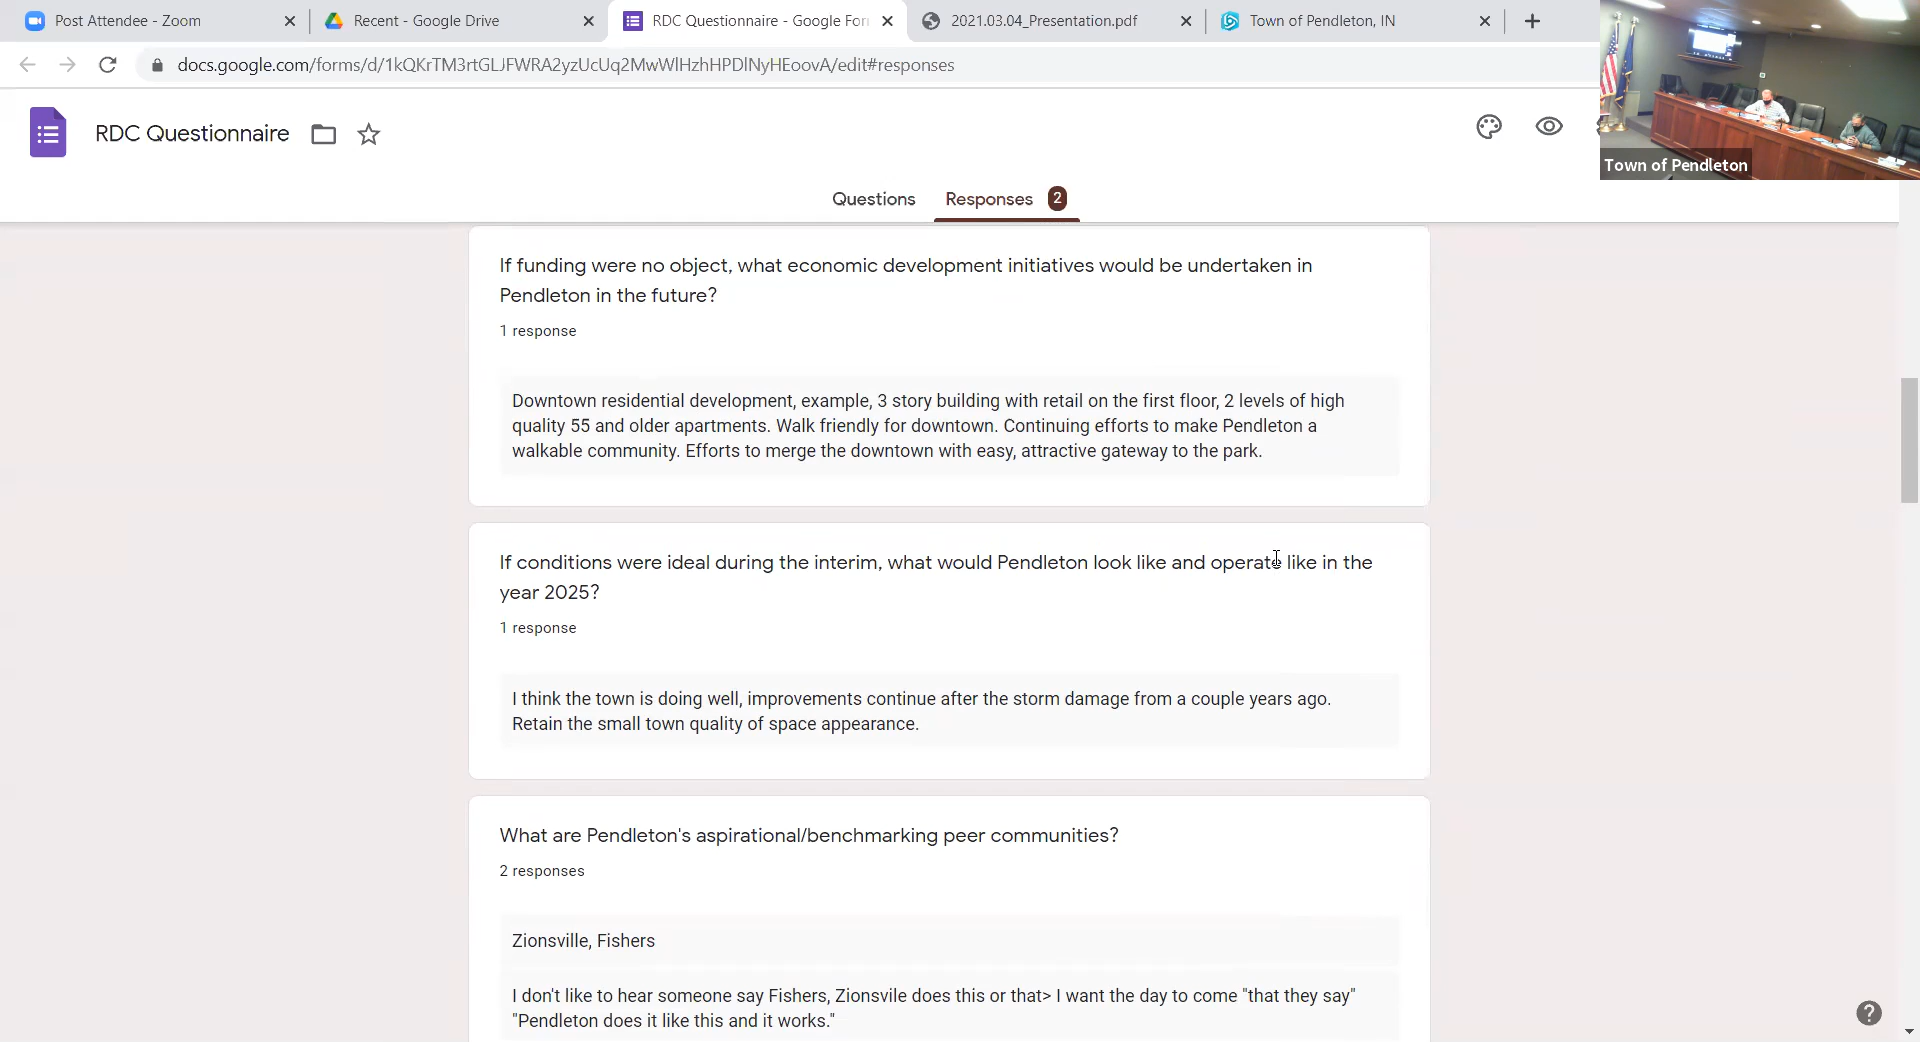 Post Attendee - Zoom
Recent - Google Drive
RDC Questionnaire - Google For
2021.03.04_Presentation.pdf
Town of Pendleton, IN
docs.google.com/forms/d/1kQKrTM3rtGLJFWRA2yzUcUq2MwWlHzhHPDlNyHEoovA/edit#responses
RDC Questionnaire
Town of Pendleton
Questions
Responses 2
If funding were no object, what economic development initiatives would be undertaken in
Pendleton in the future?
1 response
Downtown residential development, example, 3 story building with retail on the first floor, 2 levels of high
quality 55 and older apartments. Walk friendly for downtown. Continuing efforts to make Pendleton a
walkable community. Efforts to merge the downtown with easy, attractive gateway to the park.
If conditions were ideal during the interim, what would Pendleton look like and operate like in the
year 2025?
1 response
I think the town is doing well, improvements continue after the storm damage from a couple years ago.
Retain the small town quality of space appearance.
What are Pendleton's aspirational/benchmarking peer communities?
2 responses
Zionsville, Fishers
I don't like to hear someone say Fishers, Zionsvile does this or that> I want the day to come "that they say"
"Pendleton does it like this and it works."